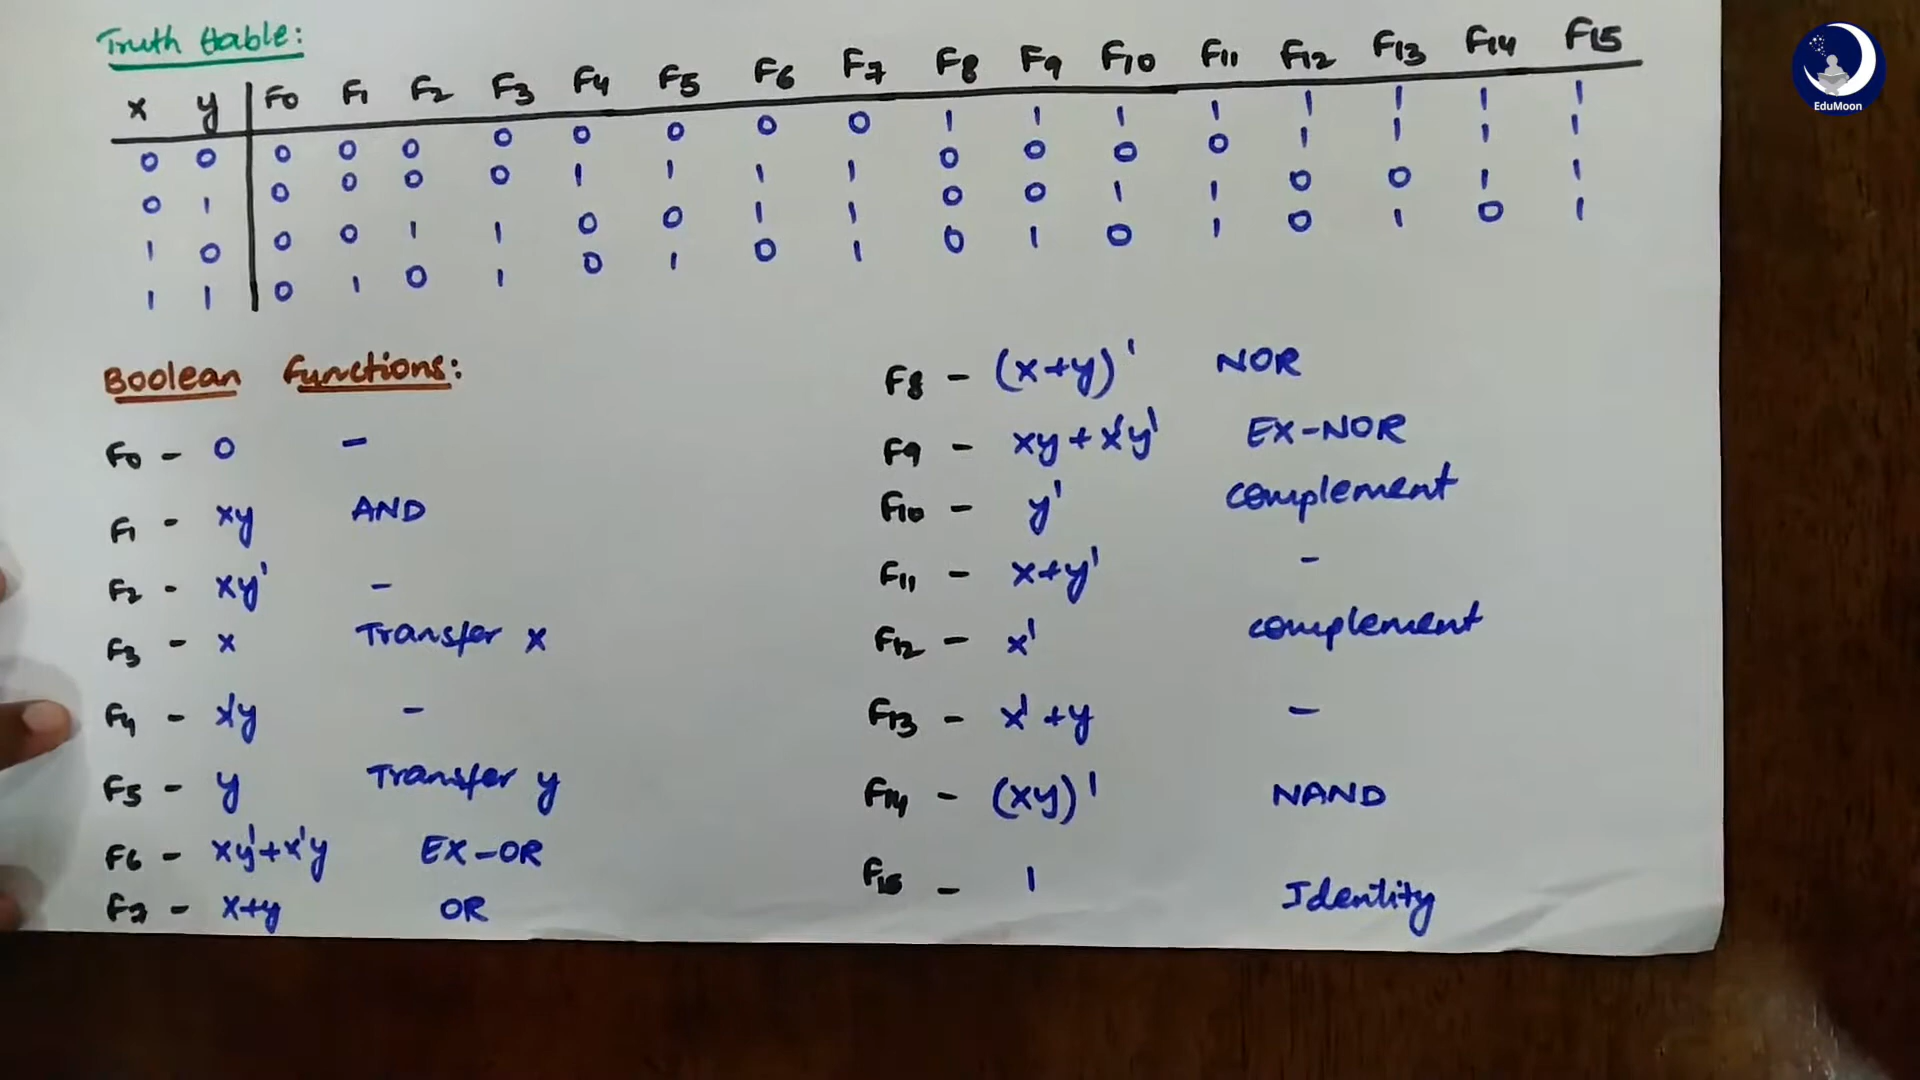 Truth table:
x y F0 F1 F2 F3 F4 F5 F6 F7 F8 F9 F10 F11 F12 F13 F14 F15
0 0 0 0 0 0 0 0 0 0 1 1 1 1 1 1 1 1
0 1 0 0 0 0 1 1 1 1 0 0 0 0 1 1 1 1
1 0 0 0 1 1 0 0 1 1 0 0 1 1 0 0 1 1
1 1 0 1 0 1 0 1 0 1 0 1 0 1 0 1 0 1
Boolean Functions:
F0 - 0 -
F1 - xy AND
F2 - xy' -
F3 - x Transfer x
F4 - x'y -
F5 - y Transfer y
F6 - xy'+x'y EX-OR
F7 - x+y OR
F8 - (x+y)' NOR
F9 - xy+x'y' EX-NOR
F10 - y' complement
F11 - x+y' -
F12 - x' complement
F13 - x'+y -
F14 - (xy)' NAND
F15 - 1 Identity
EduMoon